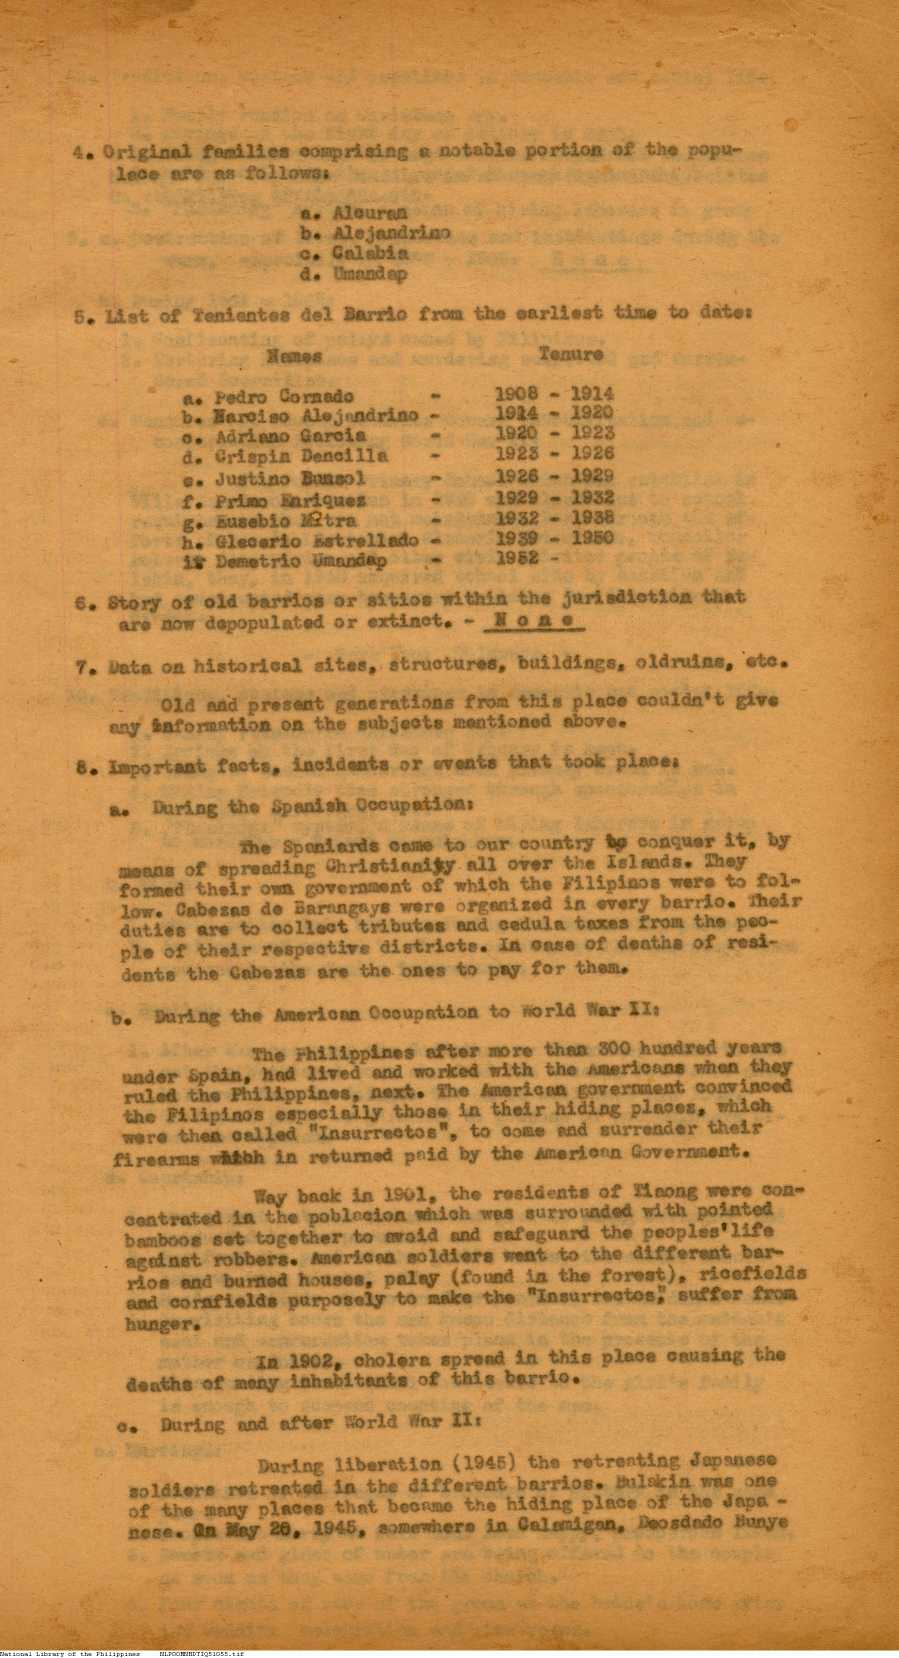 4. Original families comprising a notable portion of the popu-
lace are as follows:
a. Alcuran
b. Alejandrino
c. Galabia
d. Umandap
5. List of Tenientes del Barrio from the earliest time to date:
Names Tenure
a. Pedro Cornado - 1908 - 1914
b. Narciso Alejandrino - 1914 - 1920
c. Adriano Garcia - 1920 - 1923
d. Crispin Dencilla - 1923 - 1926
e. Justino Bunsol - 1926 - 1929
f. Primo Enriquez - 1929 - 1932
g. Eusebio Mitra - 1932 - 1938
h. Glecerio Estrellado - 1939 - 1950
i. Demetrio Umandap - 1952 -
6. Story of old barrios or sitios within the jurisdiction that
are now depopulated or extinct. - N o n e
7. Data on historical sites, structures, buildings, oldruins, etc.
Old and present generations from this place couldn't give
any information on the subjects mentioned above.
8. Important facts, incidents or events that took place:
a. During the Spanish Occupation:
The Spaniards came to our country to conquer it, by
means of spreading Christianity all over the Islands. They
formed their own government of which the Filipinos were to fol-
low. Cabezas de Barangays were organized in every barrio. Their
duties are to collect tributes and cedula taxes from the peo-
ple of their respective districts. In case of deaths of resi-
dents the Cabezas are the ones to pay for them.
b. During the American Occupation to World War II:
The Philippines after more than 300 hundred years
under Spain, had lived and worked with the Americans when they
ruled the Philippines, next. The American government convinced
the Filipinos especially those in their hiding places, which
were then called "Insurrectos", to come and surrender their
firearms which in returned paid by the American Government.
Way back in 1901, the residents of Tiaong were con-
centrated in the poblacion which was surrounded with pointed
bamboos set together to avoid and safeguard the peoples'life
against robbers. American soldiers went to the different bar-
rios and burned houses, palay (found in the forest), ricefields
and cornfields purposely to make the "Insurrectos," suffer from
hunger.
In 1902, cholera spread in this place causing the
deaths of many inhabitants of this barrio.
c. During and after World War II:
During liberation (1945) the retreating Japanese
soldiers retreated in the different barrios. Bulakin was one
of the many places that became the hiding place of the Japa -
nese. On May 26, 1945, somewhere in Calamigan, Deosdado Bunye
National Library of the Philippines NLPOOMNHDTIQ51055.tif